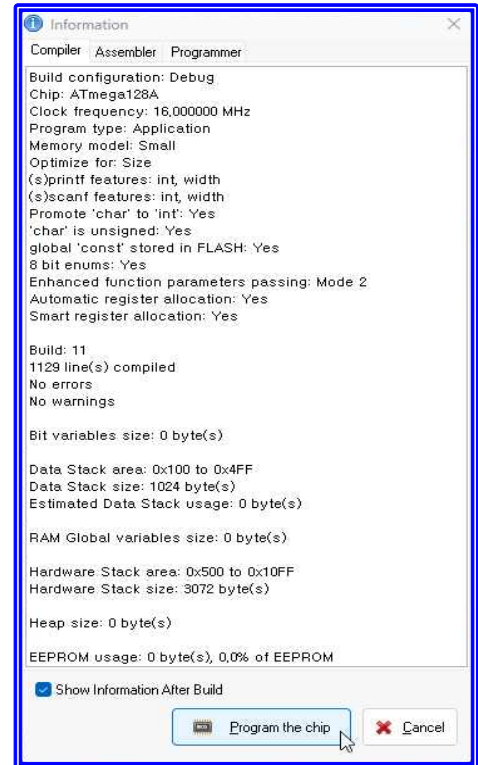 Information
Compiler Assembler Programmer
Build configuration: Debug
Chip: ATmega128A
Clock frequency: 16,000000 MHz
Program type: Application
Memory model: Small
Optimize for: Size
(s)printf features: int, width
(s)scanf features: int, width
Promote 'char' to 'int': Yes
'char' is unsigned: Yes
global 'const' stored in FLASH: Yes
8 bit enums: Yes
Enhanced function parameters passing: Mode 2
Automatic register allocation: Yes
Smart register allocation: Yes
Build: 11
1129 line(s) compiled
No errors
No warnings
Bit variables size: 0 byte(s)
Data Stack area: 0x100 to 0x4FF
Data Stack size: 1024 byte(s)
Estimated Data Stack usage: 0 byte(s)
RAM Global variables size: 0 byte(s)
Hardware Stack area: 0x500 to 0x10FF
Hardware Stack size: 3072 byte(s)
Heap size: 0 byte(s)
EEPROM usage: 0 byte(s), 0,0% of EEPROM
Show Information After Build
Program the chip Cancel